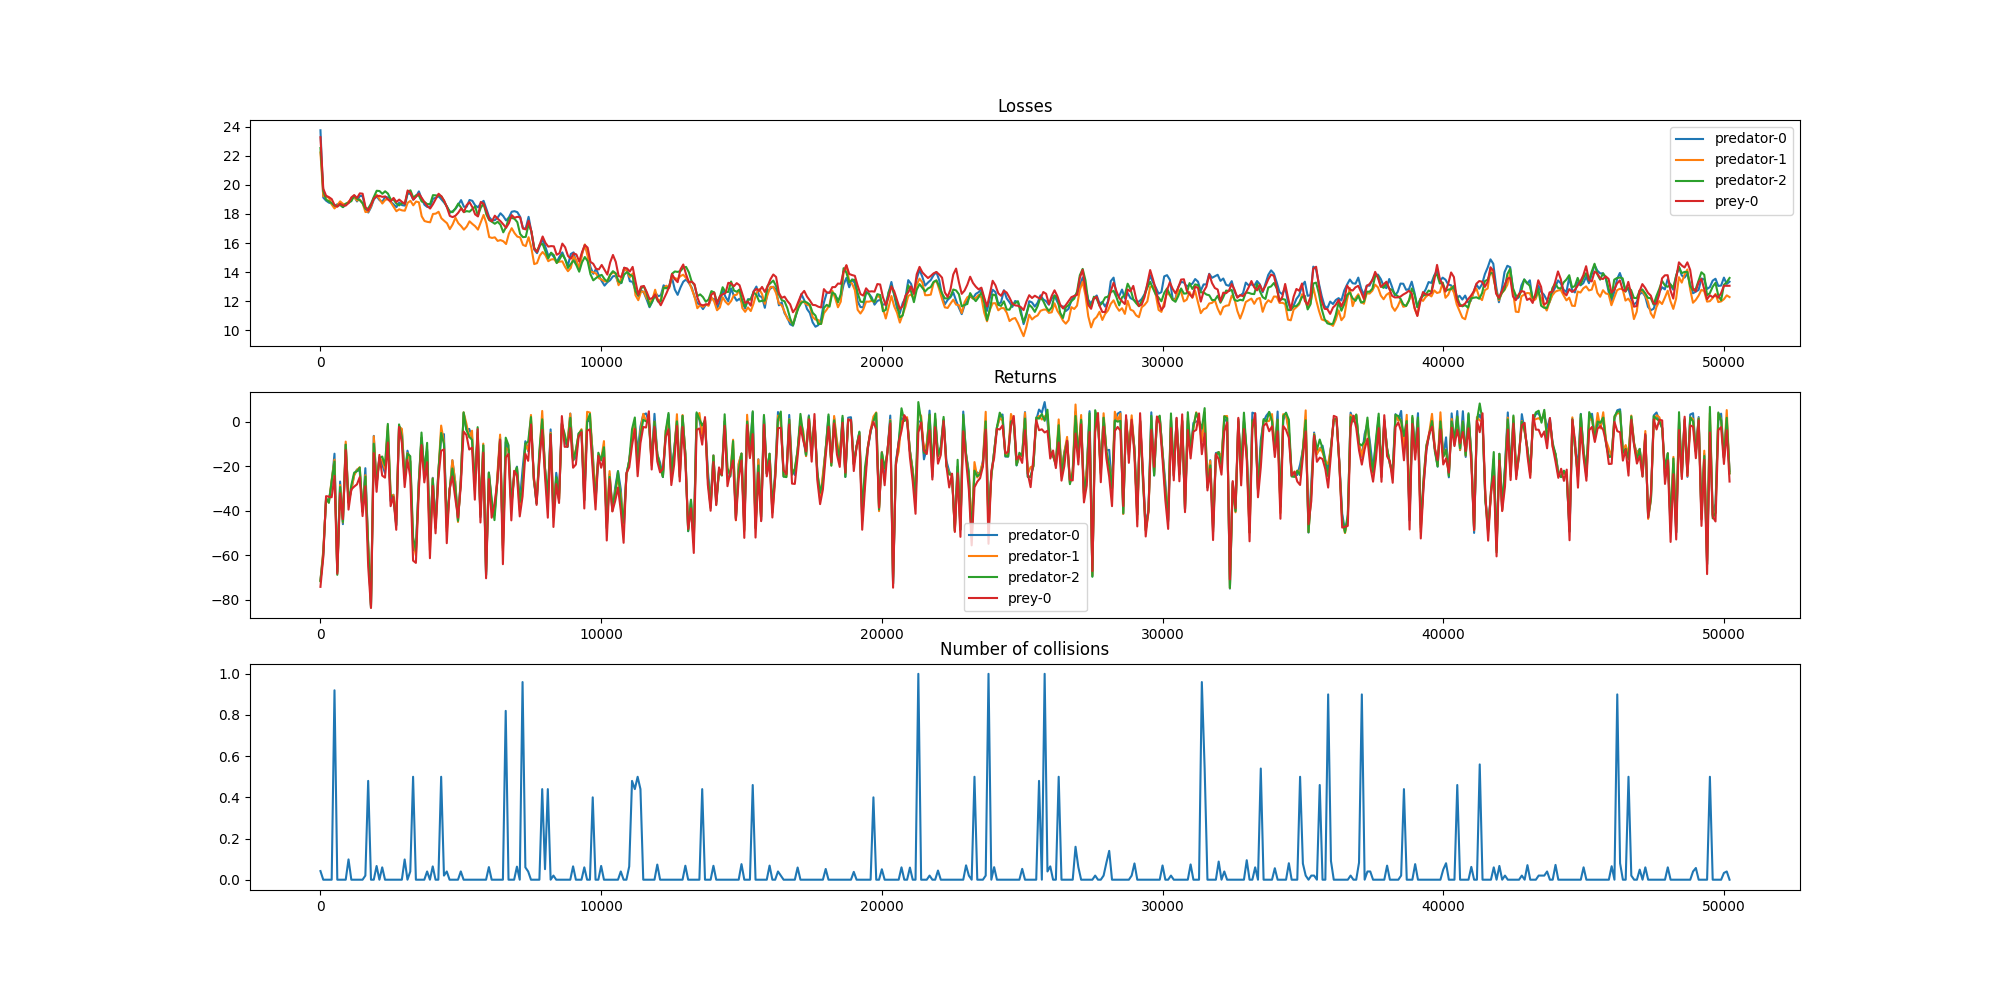 Losses
24
22
20
18
16
14
12
10
predator-0
predator-1
predator-2
prey-0
0 10000 20000 30000 40000 50000
Returns
0
−20
−40
−60
−80
predator-0
predator-1
predator-2
prey-0
0 10000 20000 30000 40000 50000
Number of collisions
1.0
0.8
0.6
0.4
0.2
0.0
0 10000 20000 30000 40000 50000